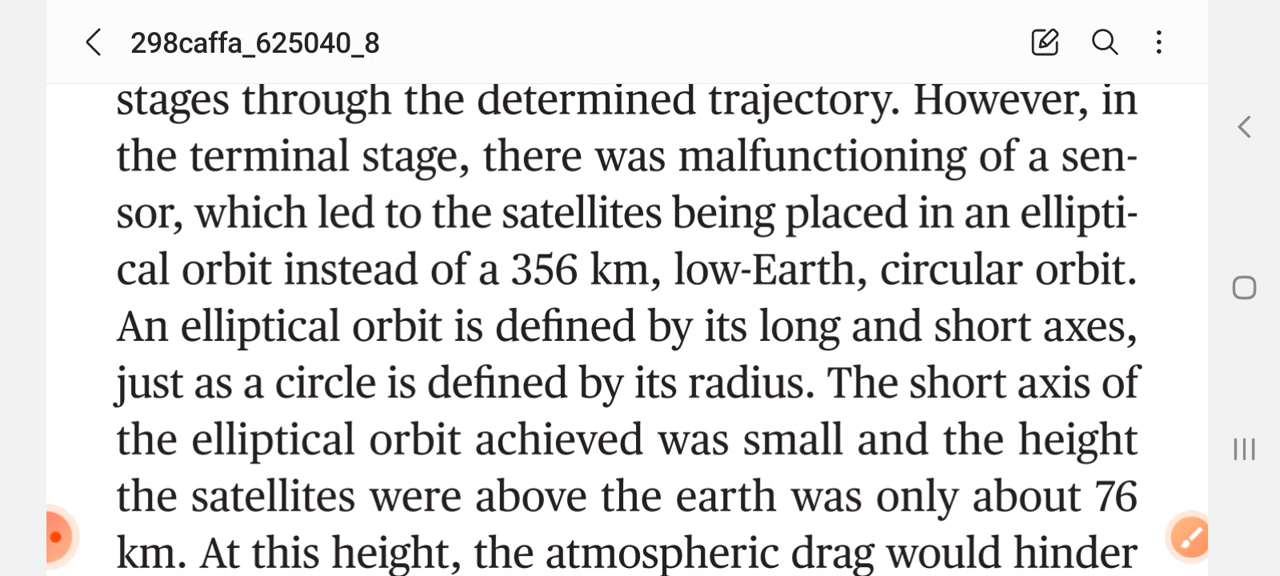 298caffa_625040_8
stages through the determined trajectory. However, in
the terminal stage, there was malfunctioning of a sen-
sor, which led to the satellites being placed in an ellipti-
cal orbit instead of a 356 km, low-Earth, circular orbit.
An elliptical orbit is defined by its long and short axes,
just as a circle is defined by its radius. The short axis of
the elliptical orbit achieved was small and the height
the satellites were above the earth was only about 76
km. At this height, the atmospheric drag would hinder